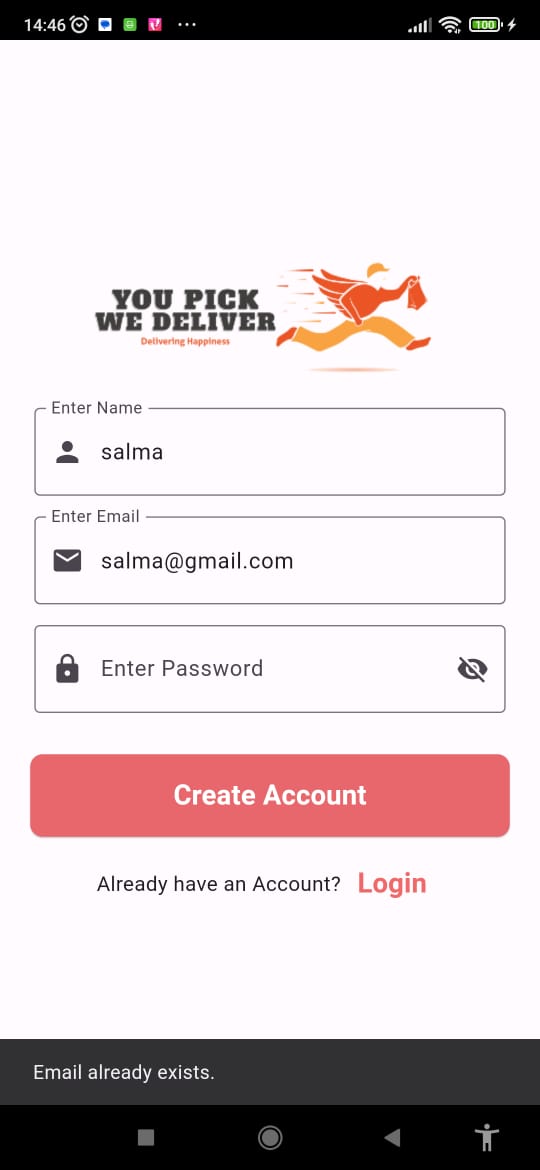 14:46
100
YOU PICK
WE DELIVER
Delivering Happiness
Enter Name
salma
Enter Email
salma@gmail.com
Enter Password
Create Account
Already have an Account? Login
Email already exists.